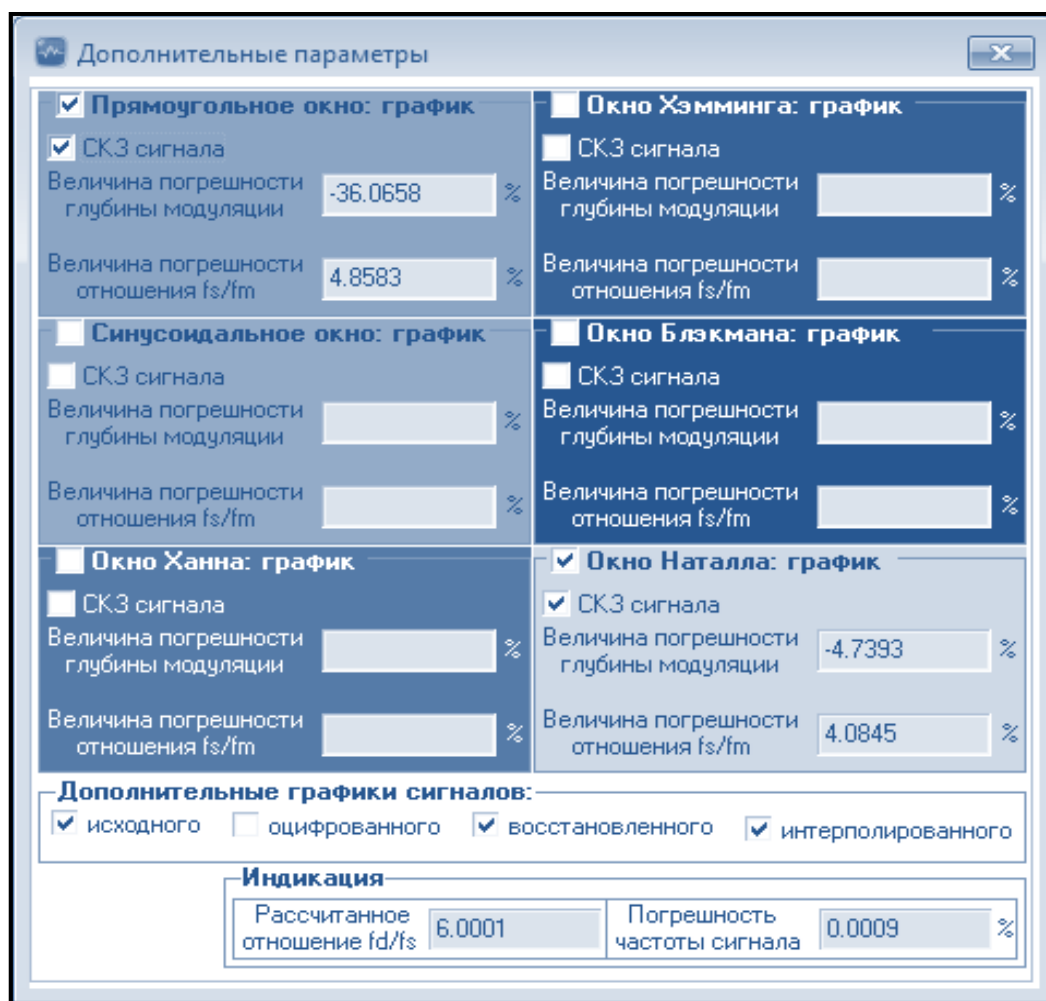 Дополнительные параметры
Прямоугольное окно: график
СКЗ сигнала
Величина погрешности
глубины модуляции
-36.0658
%
Величина погрешности
отношения fs/fm
4.8583
%
Окно Хэмминга: график
СКЗ сигнала
Величина погрешности
глубины модуляции
%
Величина погрешности
отношения fs/fm
%
Синусоидальное окно: график
СКЗ сигнала
Величина погрешности
глубины модуляции
%
Величина погрешности
отношения fs/fm
%
Окно Блэкмана: график
СКЗ сигнала
Величина погрешности
глубины модуляции
%
Величина погрешности
отношения fs/fm
%
Окно Ханна: график
СКЗ сигнала
Величина погрешности
глубины модуляции
%
Величина погрешности
отношения fs/fm
%
Окно Наталла: график
СКЗ сигнала
Величина погрешности
глубины модуляции
-4.7393
%
Величина погрешности
отношения fs/fm
4.0845
%
Дополнительные графики сигналов:
исходного оцифрованного восстановленного интерполированного
Индикация
Рассчитанное
отношение fd/fs
6.0001
Погрешность
частоты сигнала
0.0009
%